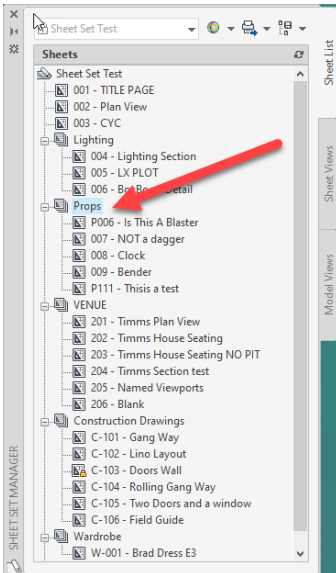 Sheet Set Test
Sheets
Sheet Set Test
001 - TITLE PAGE
002 - Plan View
003 - CYC
Lighting
004 - Lighting Section
005 - LX PLOT
006 - Detail
Props
P006 - Is This A Blaster
007 - NOT a dagger
008 - Clock
009 - Bender
P111 - Thisis a test
VENUE
201 - Timms Plan View
202 - Timms House Seating
203 - Timms House Seating NO PIT
204 - Timms Section test
205 - Named Viewports
206 - Blank
Construction Drawings
C-101 - Gang Way
C-102 - Lino Layout
C-103 - Doors Wall
C-104 - Rolling Gang Way
C-105 - Two Doors and a window
C-106 - Field Guide
Wardrobe
W-001 - Brad Dress E3
Sheet List
Sheet Views
Model Views
SHEET SET MANAGER